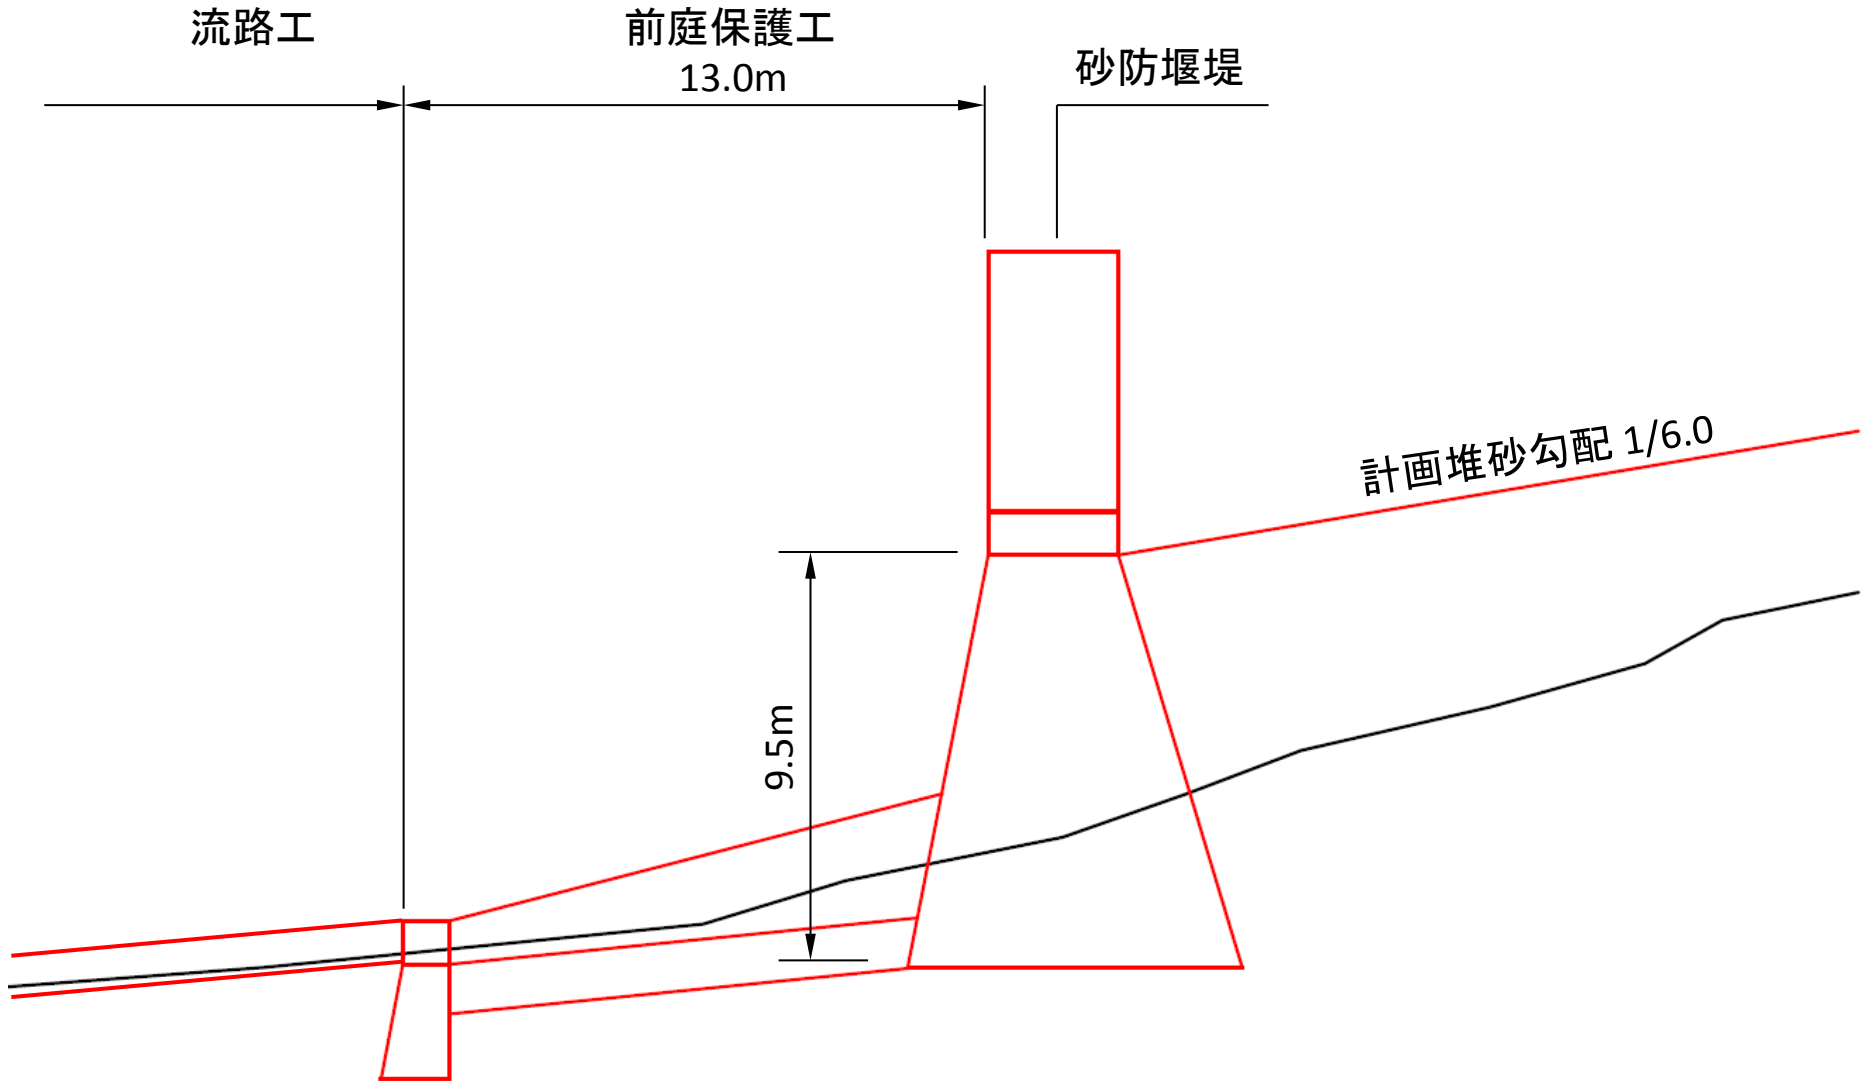 流路工
前庭保護工
13.0m
砂防堰堤
計画堆砂勾配 1/6.0
9.5m